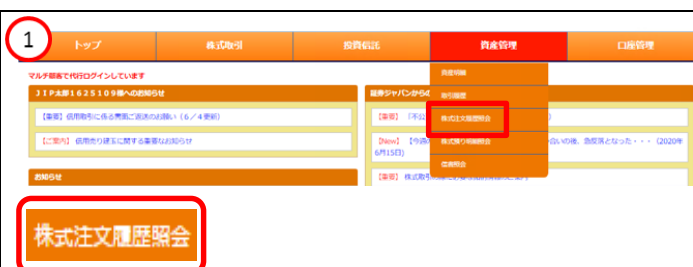 1
トップ
株式取引
投資信託
資産管理
口座管理
マルチ顧客で代行ログインしています
JIP太郎1625109様へのお知らせ
【重要】信用取引に係る書面ご返送のお願い(6/4更新)
【ご案内】信用売り建玉に関する重要なお知らせ
お知らせ
資産明細
取引履歴
株式注文履歴照会
株式預り明細照会
信用照会
証券ジャパンからの
【重要】「不公
【New】【今週の
合いの後、急反落となった・・・(2020年
6月15日)
【重要】株式取引
株式注文履歴照会